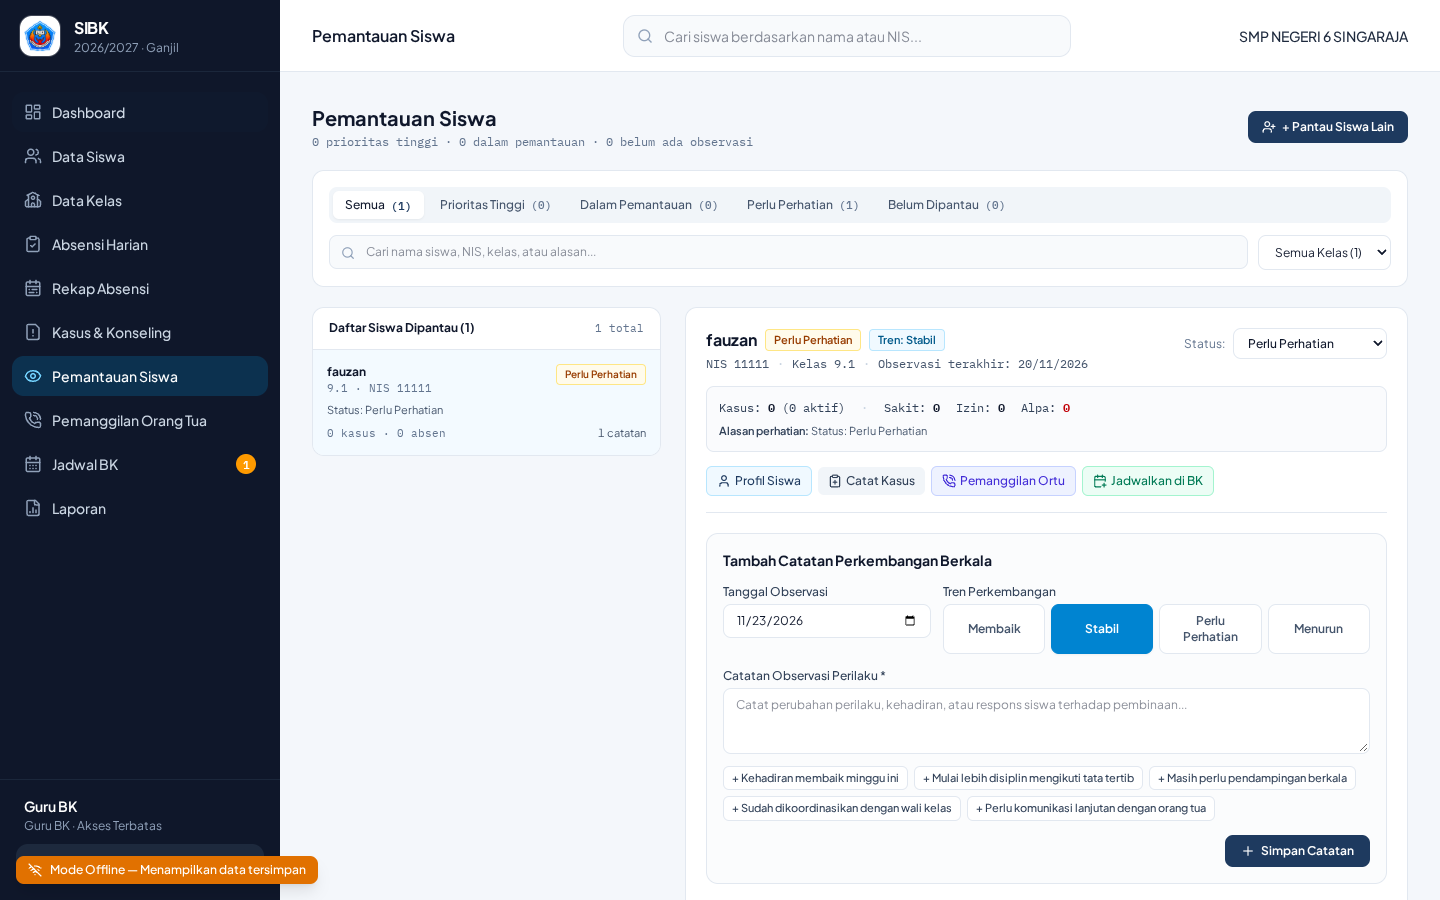 SIBK
2026/2027 · Ganjil
Dashboard
Data Siswa
Data Kelas
Absensi Harian
Rekap Absensi
Kasus & Konseling
Pemantauan Siswa
Pemanggilan Orang Tua
Jadwal BK 1
Laporan
Guru BK
Guru BK · Akses Terbatas
Mode Offline — Menampilkan data tersimpan
Pemantauan Siswa
Cari siswa berdasarkan nama atau NIS...
SMP NEGERI 6 SINGARAJA
Pemantauan Siswa
0 prioritas tinggi · 0 dalam pemantauan · 0 belum ada observasi
+ Pantau Siswa Lain
Semua (1) Prioritas Tinggi (0) Dalam Pemantauan (0) Perlu Perhatian (1) Belum Dipantau (0)
Cari nama siswa, NIS, kelas, atau alasan...
Semua Kelas (1)
Daftar Siswa Dipantau (1) 1 total
fauzan Perlu Perhatian
9.1 · NIS 11111
Status: Perlu Perhatian
0 kasus · 0 absen 1 catatan
fauzan Perlu Perhatian Tren: Stabil
Status: Perlu Perhatian
NIS 11111 · Kelas 9.1 · Observasi terakhir: 20/11/2026
Kasus: 0 (0 aktif) · Sakit: 0 Izin: 0 Alpa: 0
Alasan perhatian: Status: Perlu Perhatian
Profil Siswa Catat Kasus Pemanggilan Ortu Jadwalkan di BK
Tambah Catatan Perkembangan Berkala
Tanggal Observasi
11/23/2026
Tren Perkembangan
Membaik
Stabil
Perlu
Perhatian
Menurun
Catatan Observasi Perilaku *
Catat perubahan perilaku, kehadiran, atau respons siswa terhadap pembinaan...
+ Kehadiran membaik minggu ini + Mulai lebih disiplin mengikuti tata tertib + Masih perlu pendampingan berkala
+ Sudah dikoordinasikan dengan wali kelas + Perlu komunikasi lanjutan dengan orang tua
Simpan Catatan